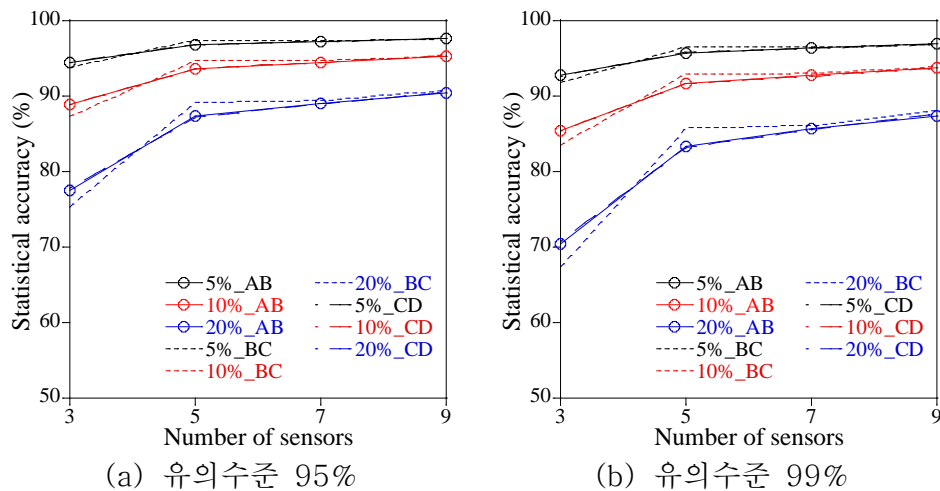 100
90
80
70
60
50
Statistical accuracy (%)
5%_AB
10%_AB
20%_AB
5%_BC
10%_BC
20%_BC
5%_CD
10%_CD
20%_CD
3 5 7 9
Number of sensors
(a) 유의수준 95%
100
90
80
70
60
50
Statistical accuracy (%)
5%_AB
10%_AB
20%_AB
5%_BC
10%_BC
20%_BC
5%_CD
10%_CD
20%_CD
3 5 7 9
Number of sensors
(b) 유의수준 99%